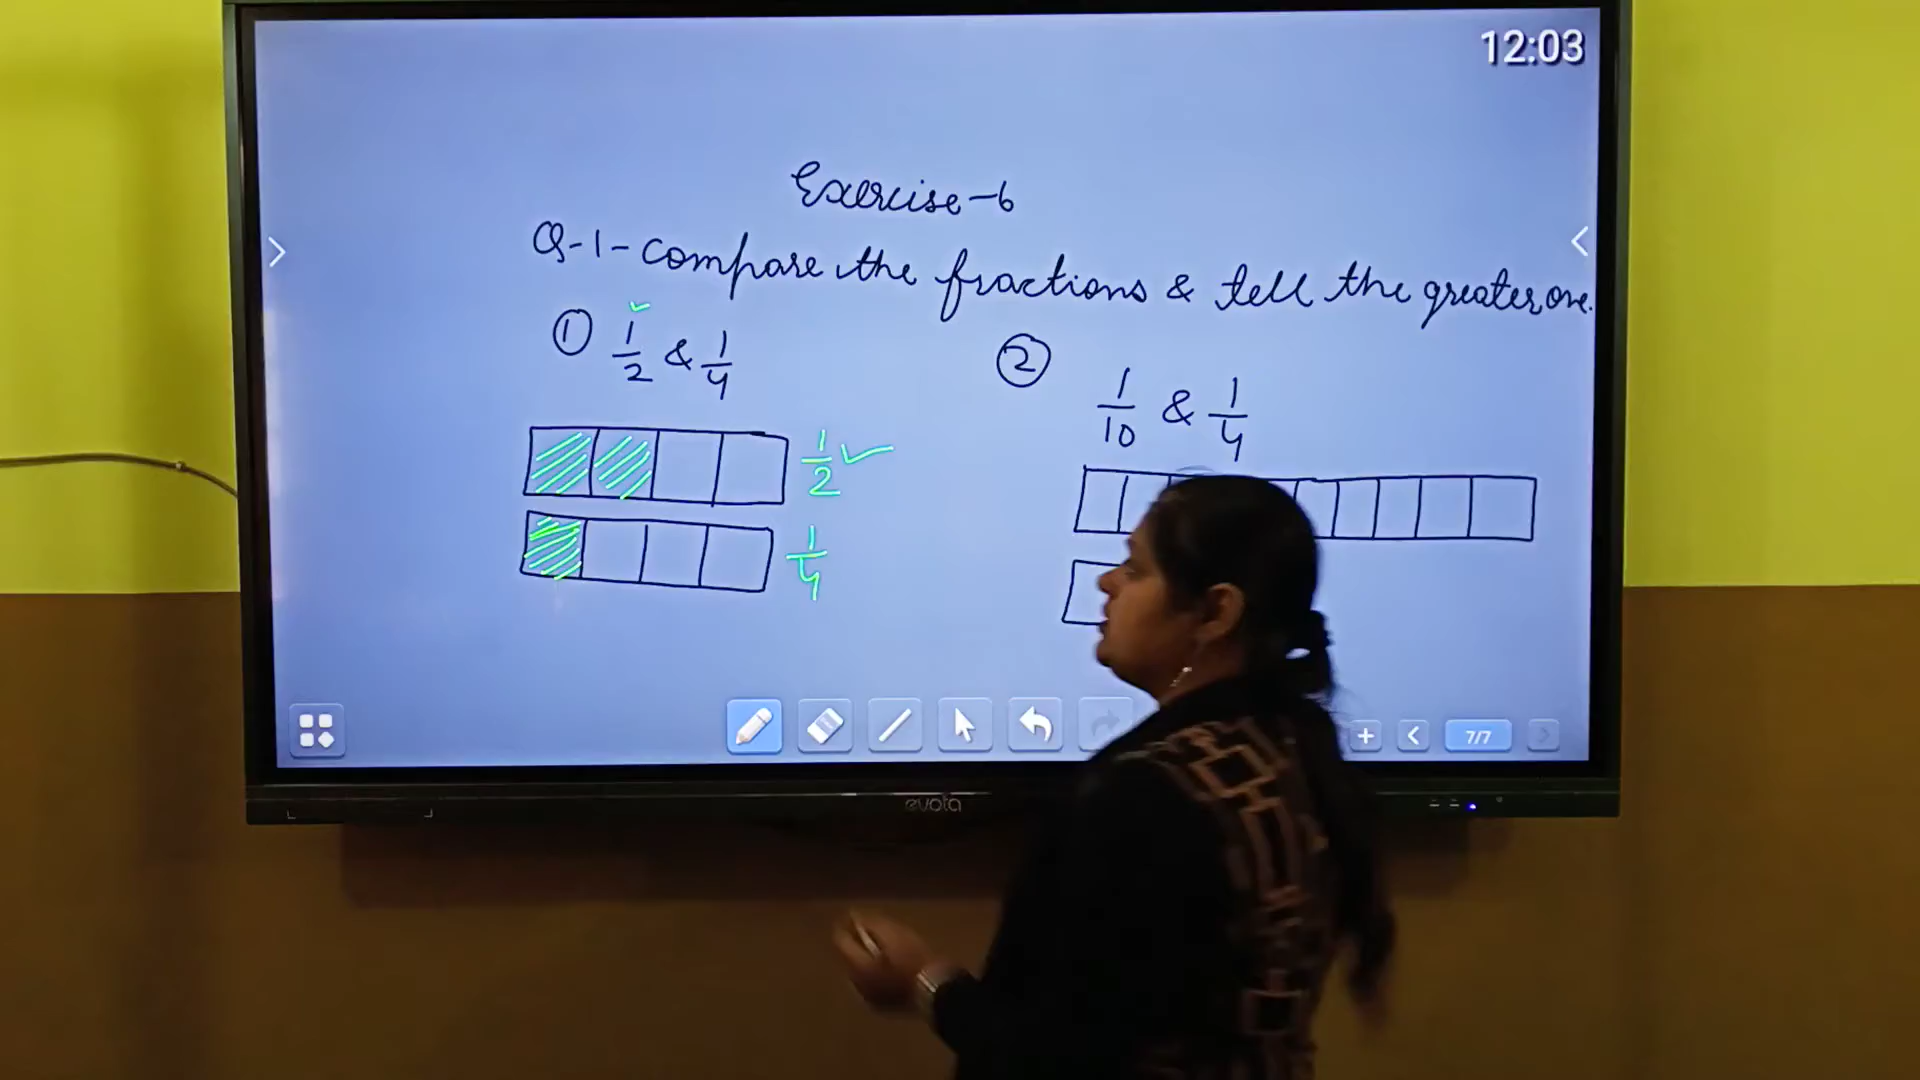 12:03
Exercise-6
Q-1-compare the fractions & tell the greater one.
① 1/2 & 1/4
② 1/10 & 1/4
1/2 ✓
1/4
7/7
evota